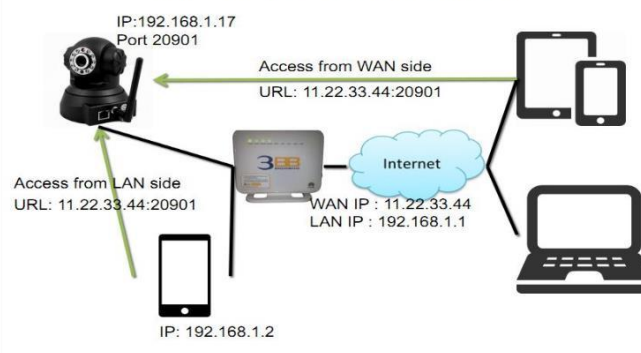 IP:192.168.1.17
Port 20901
Access from WAN side
URL: 11.22.33.44:20901
3BB
Internet
Access from LAN side
URL: 11.22.33.44:20901
WAN IP : 11.22.33.44
LAN IP : 192.168.1.1
IP: 192.168.1.2